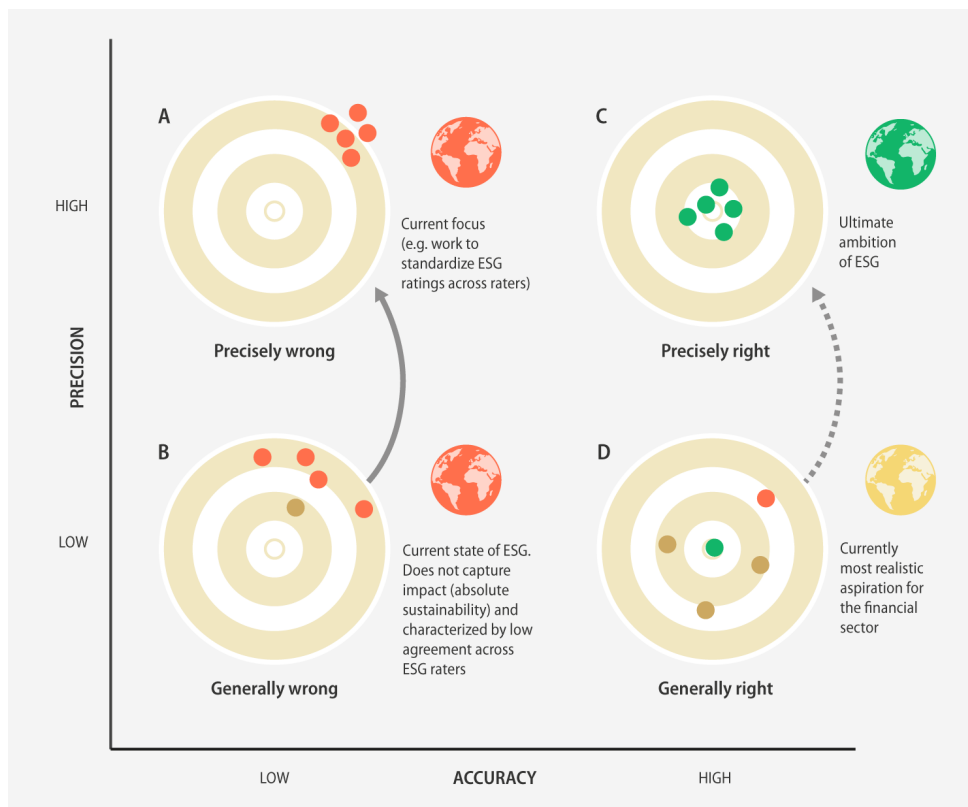 A
C
HIGH
Current focus
(e.g. work to
standardize ESG
ratings across raters)
Ultimate
ambition
of ESG
Precisely wrong
Precisely right
PRECISION
B
D
LOW
Current state of ESG.
Does not capture
impact (absolute
sustainability) and
characterized by low
agreement across
ESG raters
Currently
most realistic
aspiration for
the financial
sector
Generally wrong
Generally right
LOW
ACCURACY
HIGH